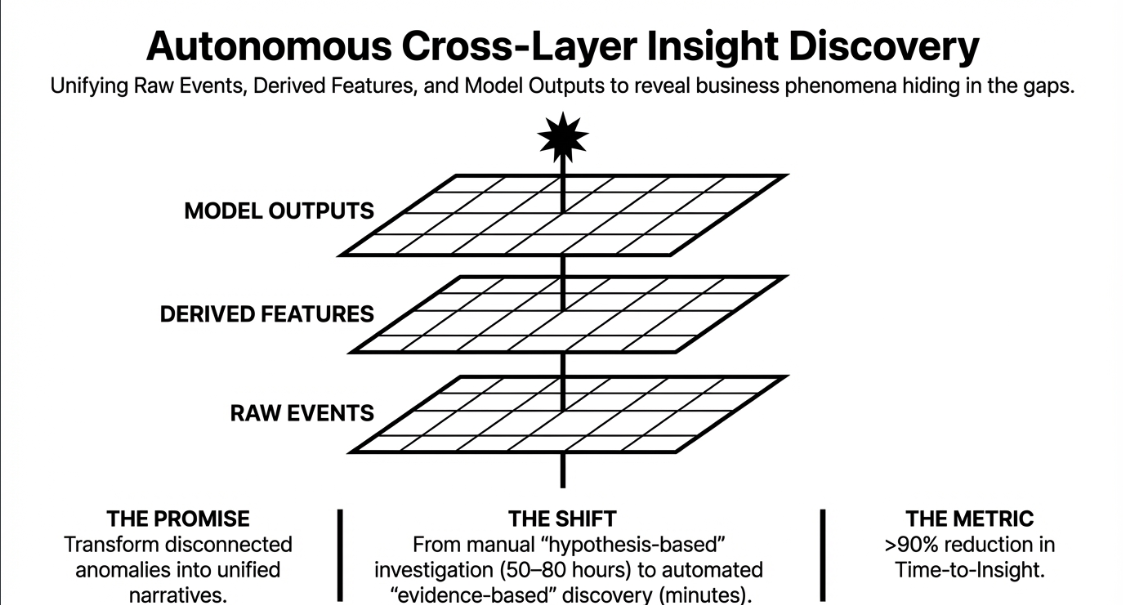 Autonomous Cross-Layer Insight Discovery
Unifying Raw Events, Derived Features, and Model Outputs to reveal business phenomena hiding in the gaps.
MODEL OUTPUTS
DERIVED FEATURES
RAW EVENTS
THE PROMISE
Transform disconnected
anomalies into unified
narratives.
THE SHIFT
From manual “hypothesis-based”
investigation (50–80 hours) to automated
“evidence-based” discovery (minutes).
THE METRIC
>90% reduction in
Time-to-Insight.